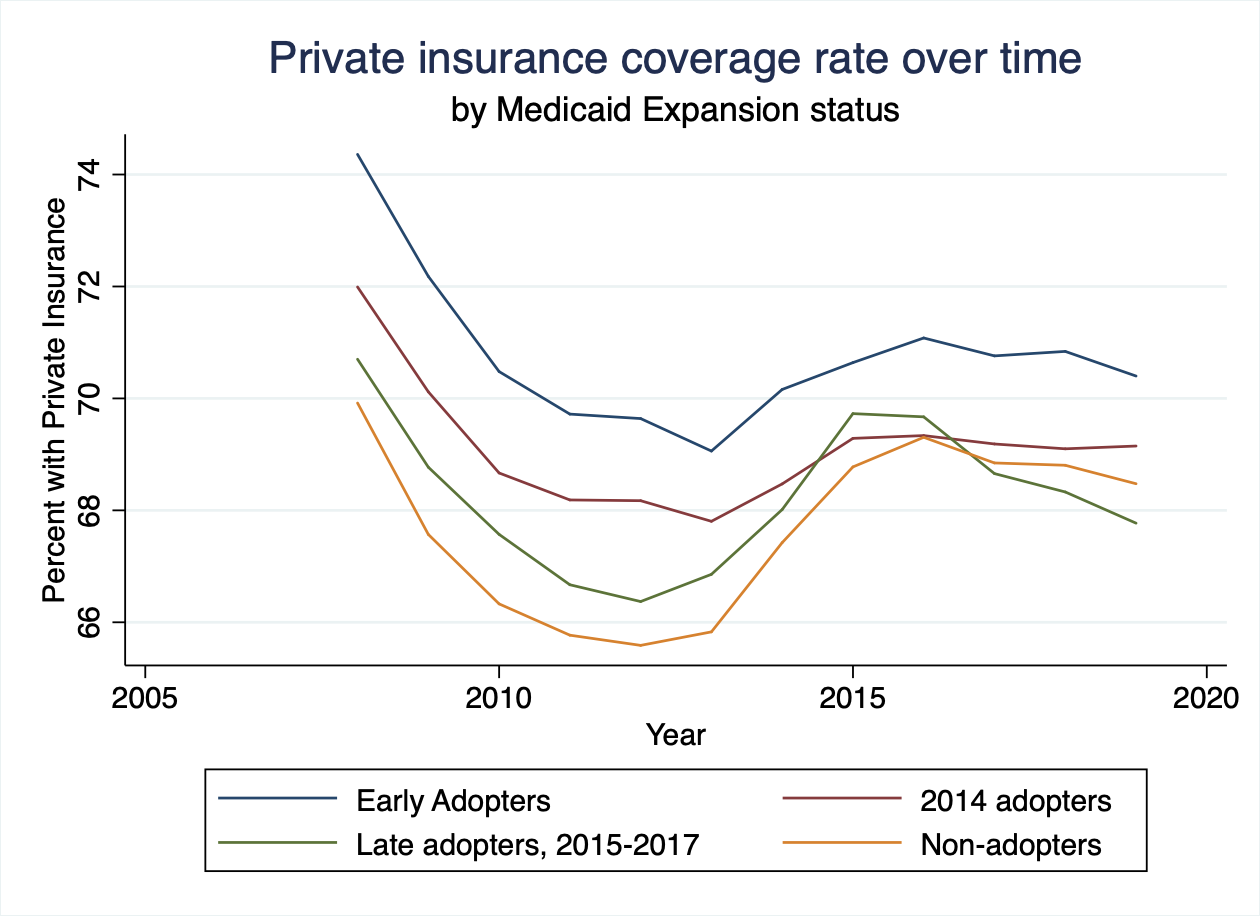 Private insurance coverage rate over time
by Medicaid Expansion status
Percent with Private Insurance
74
72
70
68
66
2005 2010 2015 2020
Year
Early Adopters 2014 adopters
Late adopters, 2015-2017 Non-adopters